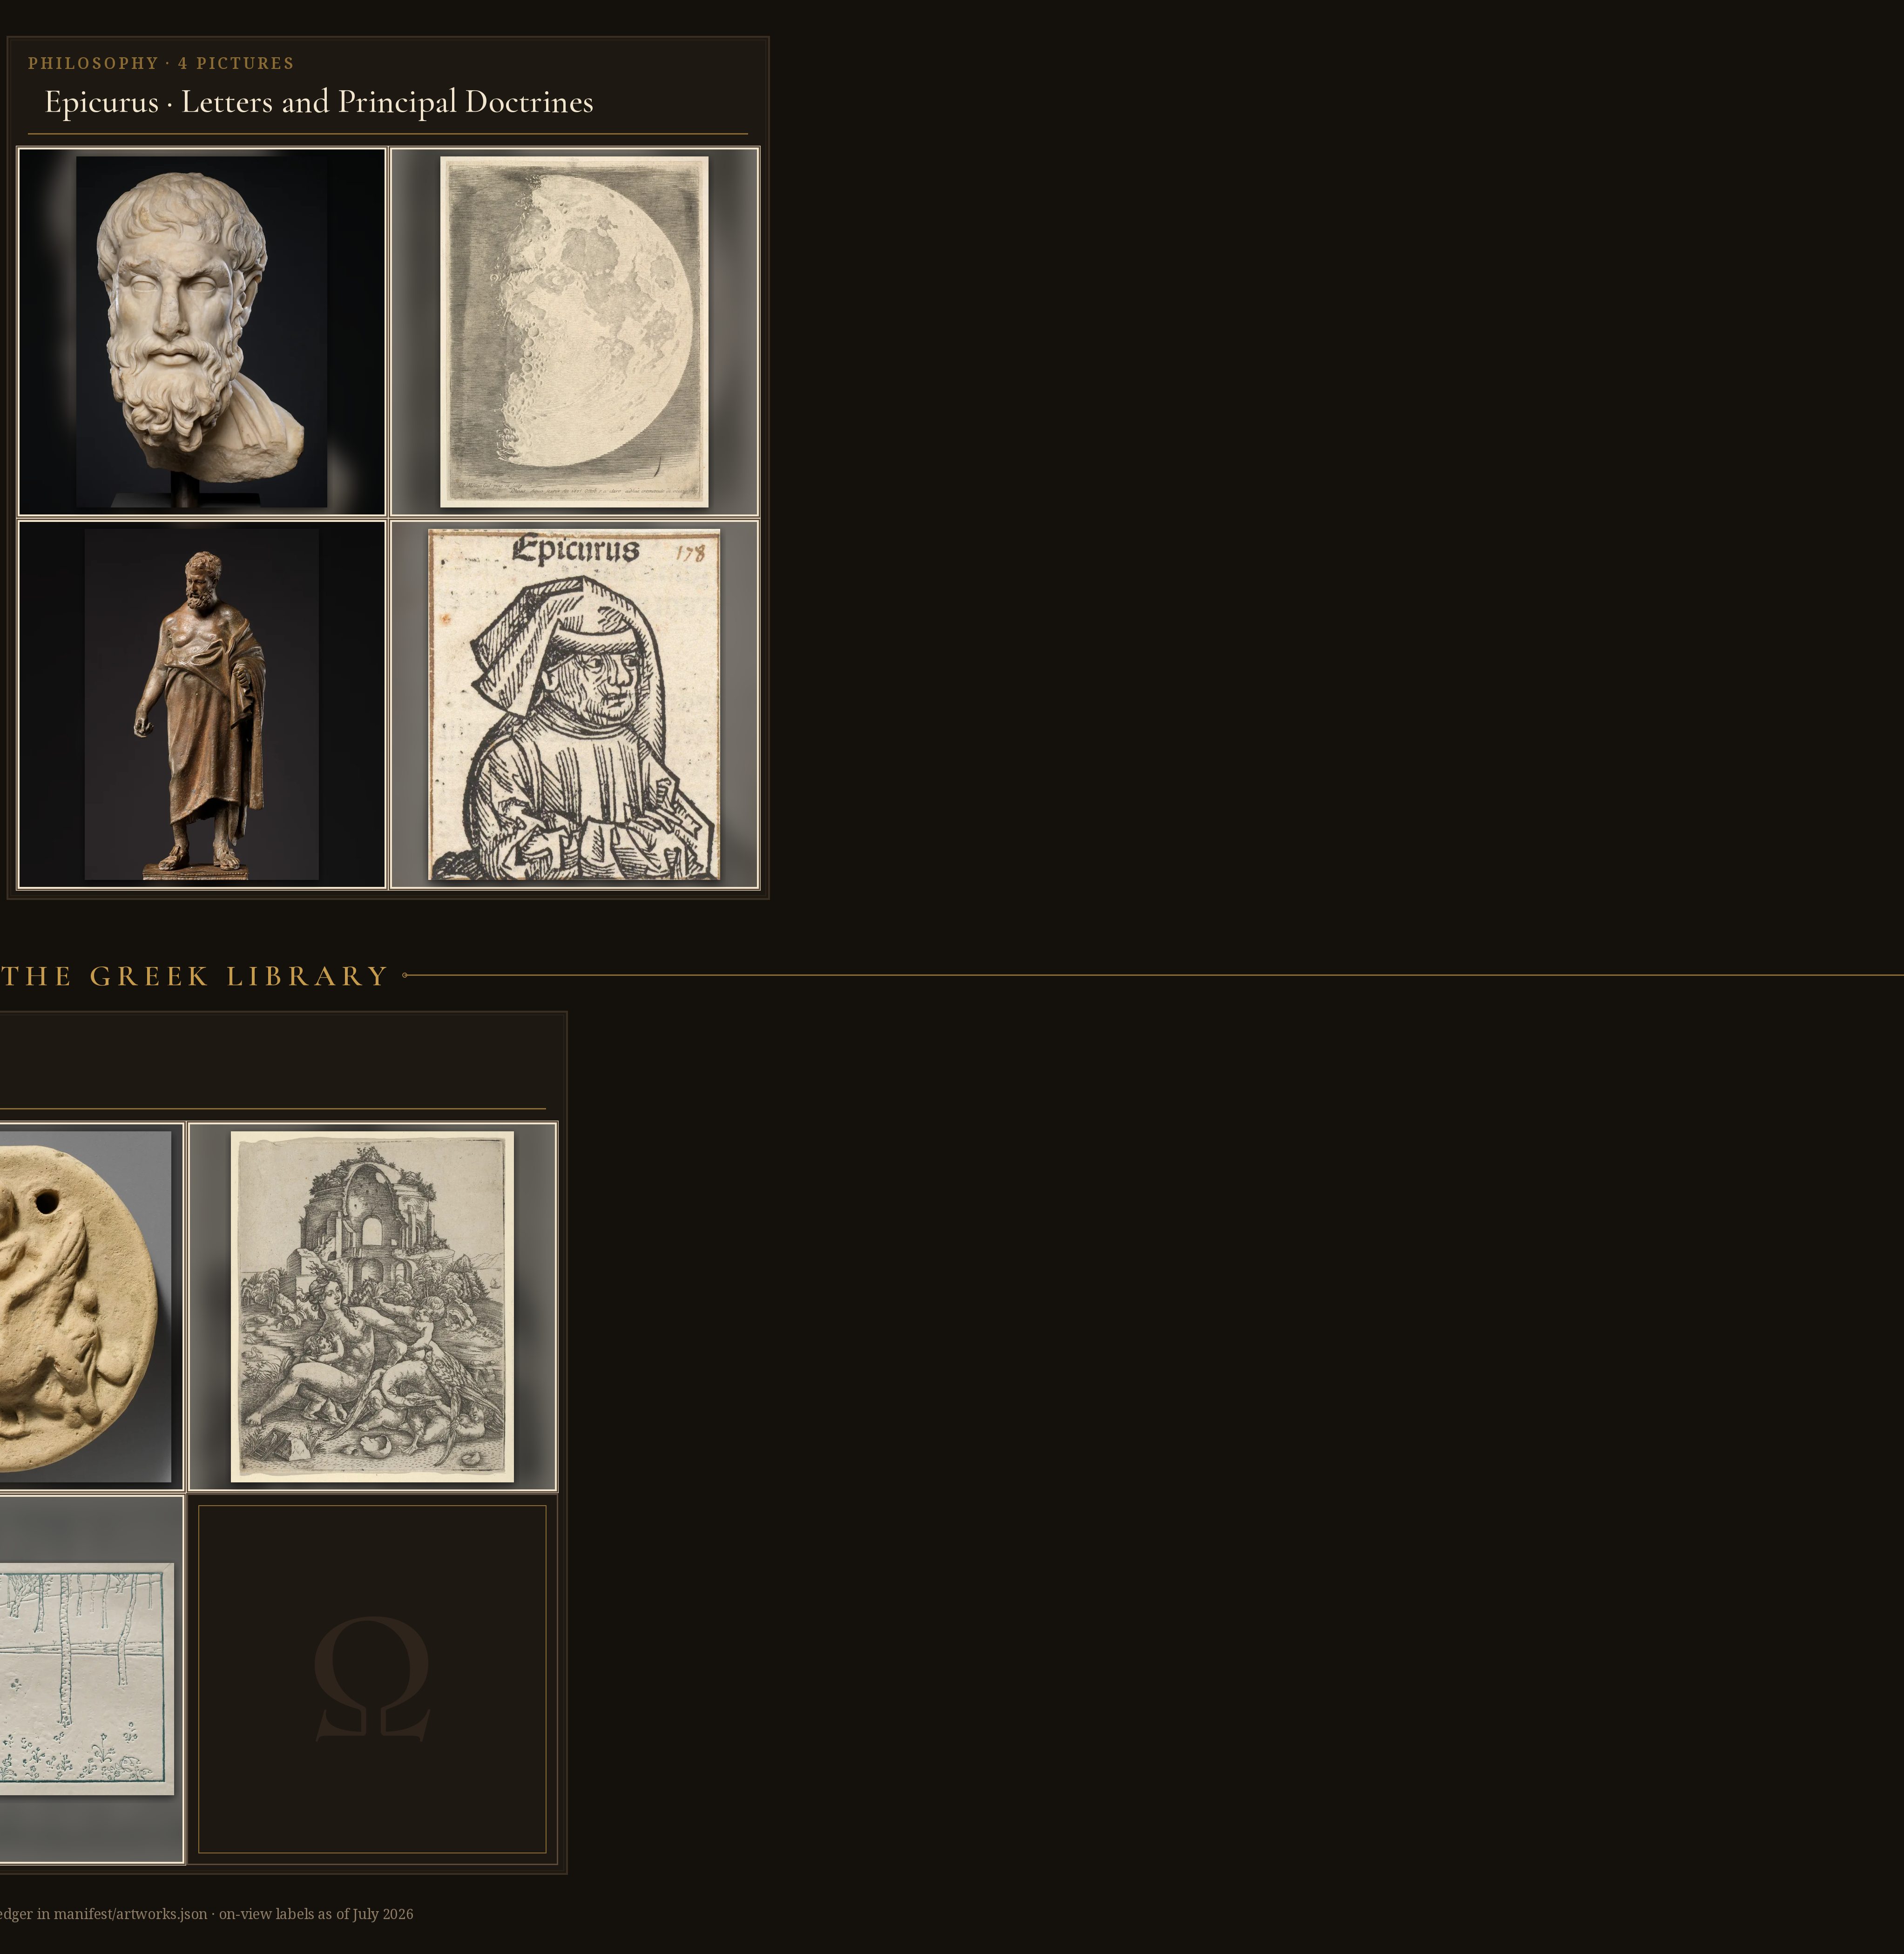 PHILOSOPHY · 4 PICTURES
Epicurus · Letters and Principal Doctrines
Epicurus
178
THE GREEK LIBRARY
Ω
edger in manifest/artworks.json · on-view labels as of July 2026